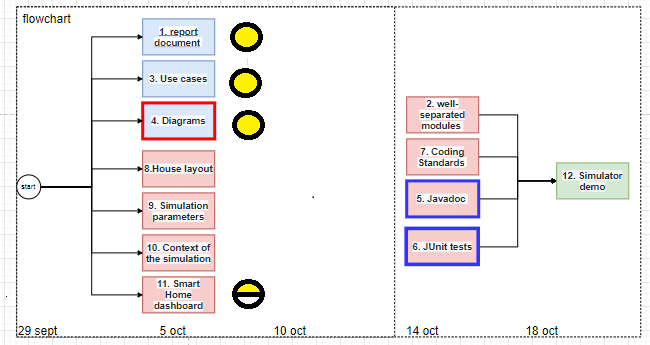 flowchart
1. report
document
3. Use cases
4. Diagrams
start
8.House layout
9. Simulation
parameters
10. Context of
the simulation
11. Smart
Home
dashboard
2. well-
separated
modules
7. Coding
Standards
5. Javadoc
6. JUnit tests
12. Simulator
demo
29 sept
5 oct
10 oct
14 oct
18 oct